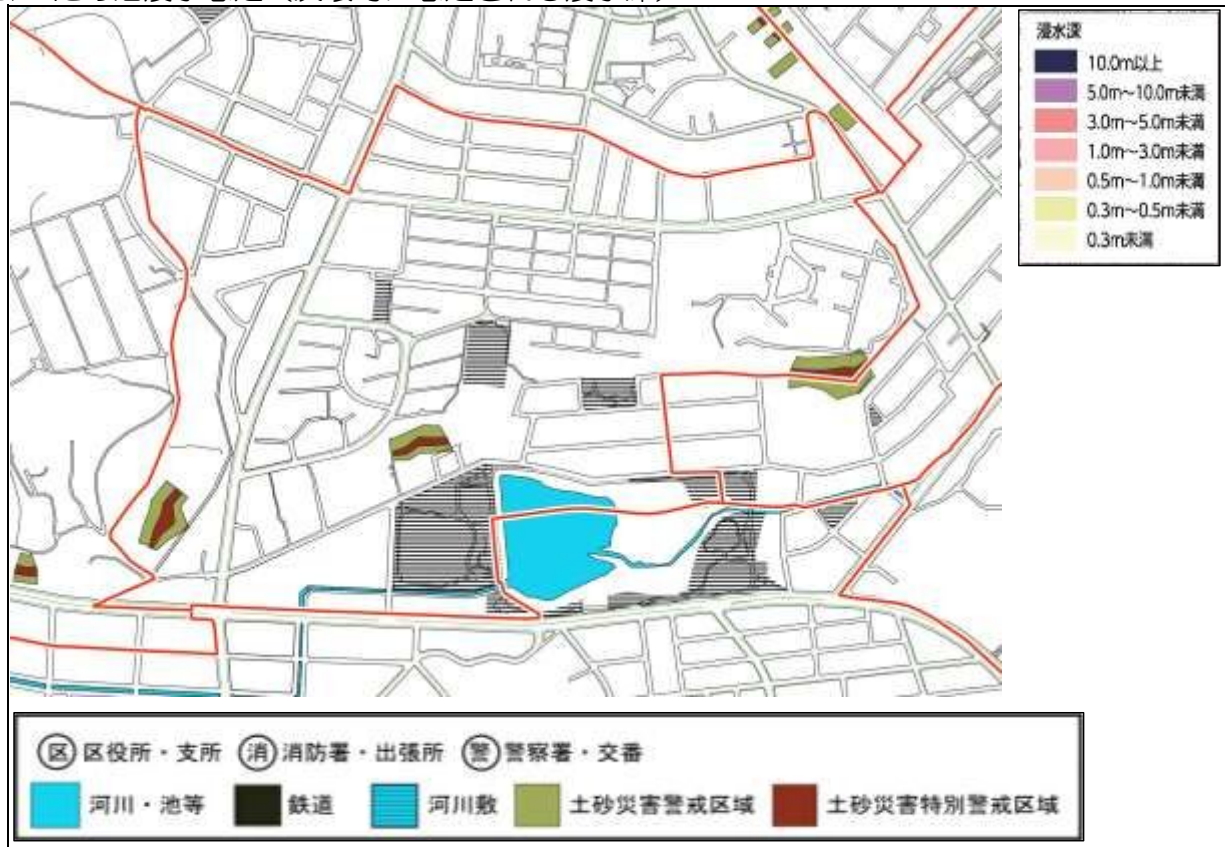 浸水深
10.0m以上
5.0m～10.0m未満
3.0m～5.0m未満
1.0m～3.0m未満
0.5m～1.0m未満
0.3m～0.5m未満
0.3m未満
区 区役所・支所 消 消防署・出張所 警 警察署・交番
河川・池等 鉄道 河川敷 土砂災害警戒区域 土砂災害特別警戒区域